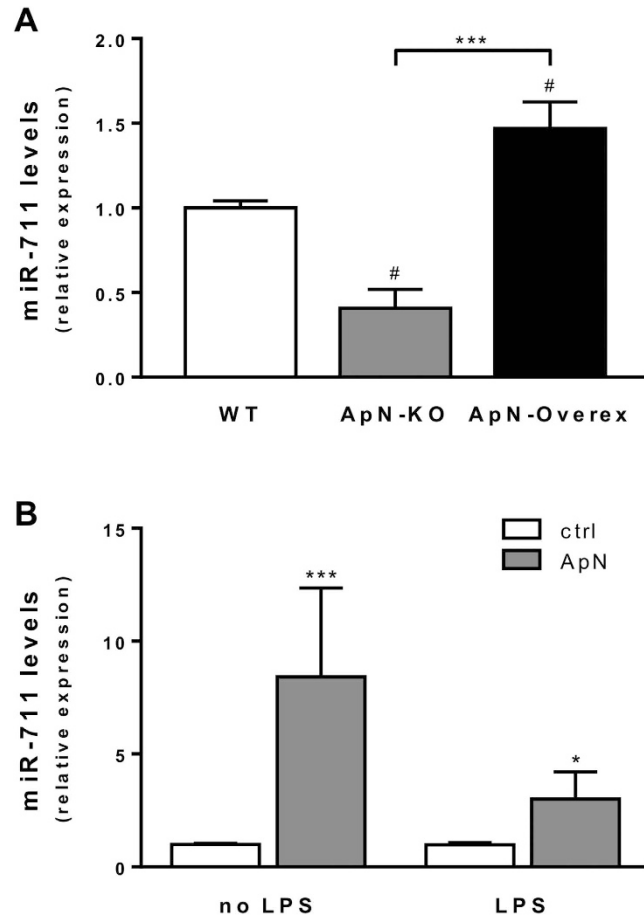 A
miR-711 levels
(relative expression)
2.0
1.5
1.0
0.5
0.0
***
#
#
WT ApN-KO ApN-Overex
B
miR-711 levels
(relative expression)
15
10
5
0
ctrl
ApN
***
*
no LPS LPS